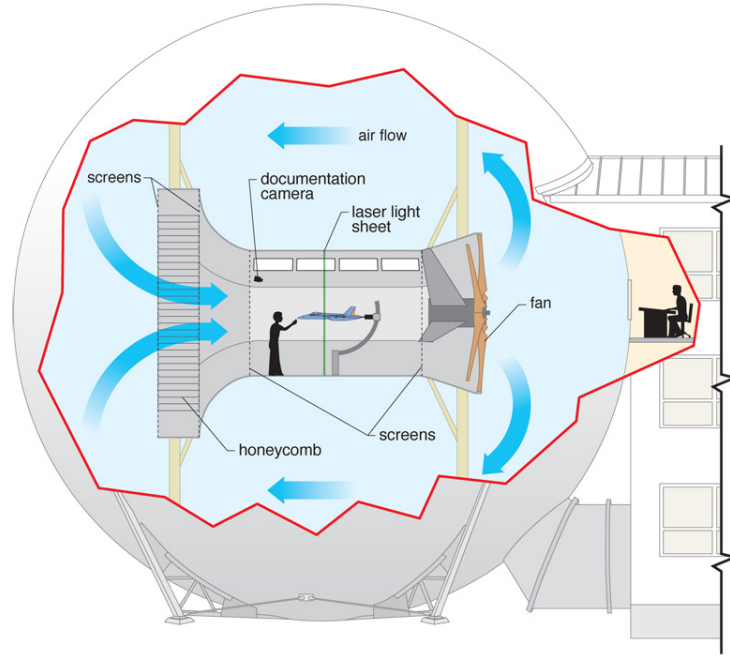 air flow
screens
documentation
camera
laser light
sheet
fan
honeycomb
screens